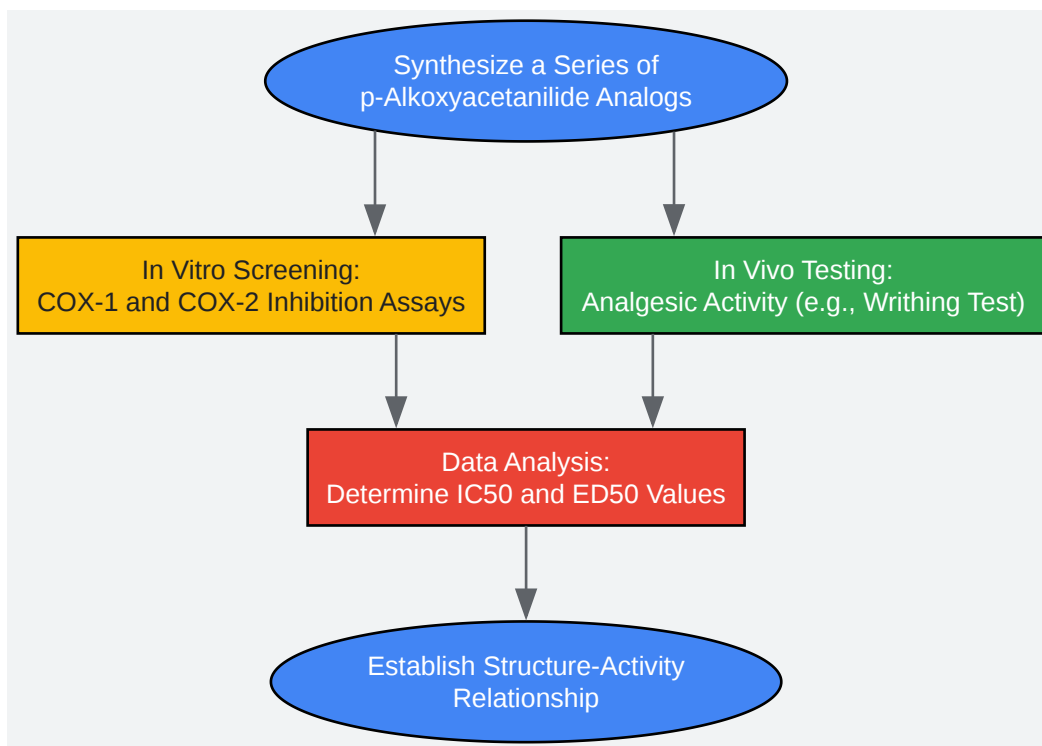 Synthesize a Series of
p-Alkoxyacetanilide Analogs
In Vitro Screening:
COX-1 and COX-2 Inhibition Assays
In Vivo Testing:
Analgesic Activity (e.g., Writhing Test)
Data Analysis:
Determine IC50 and ED50 Values
Establish Structure-Activity
Relationship